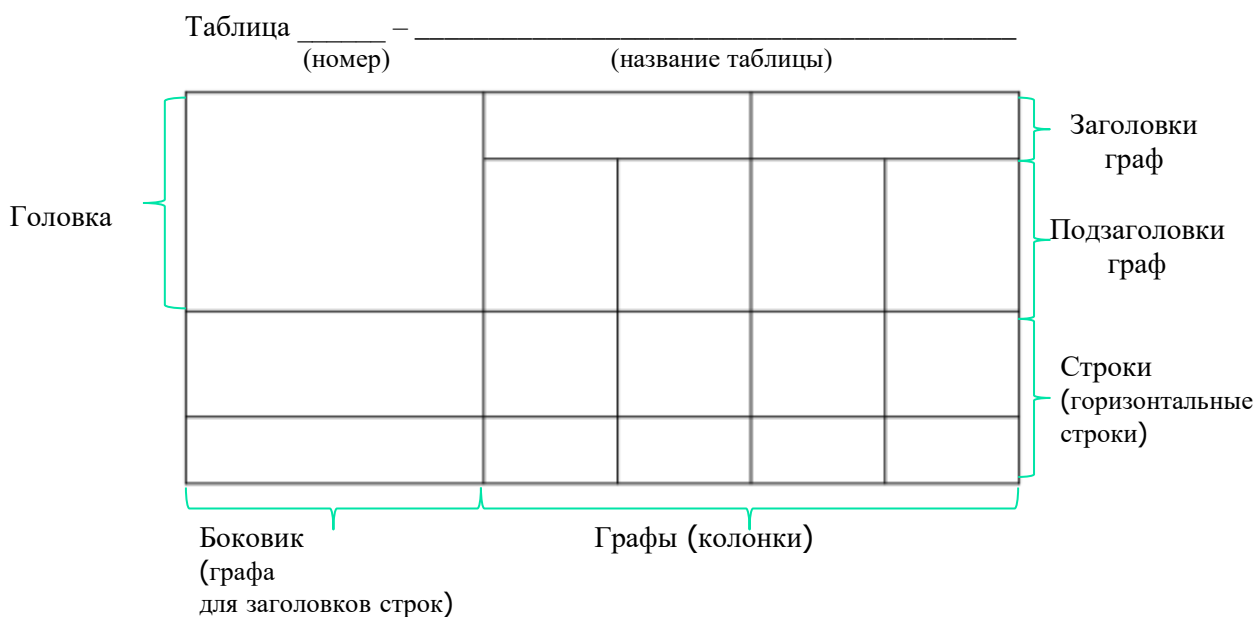 Таблица ______ – __________________________________________
(номер) (название таблицы)
Заголовки
граф
Головка
Подзаголовки
граф
Строки
(горизонтальные
строки)
Боковик
(графа
для заголовков строк)
Графы (колонки)